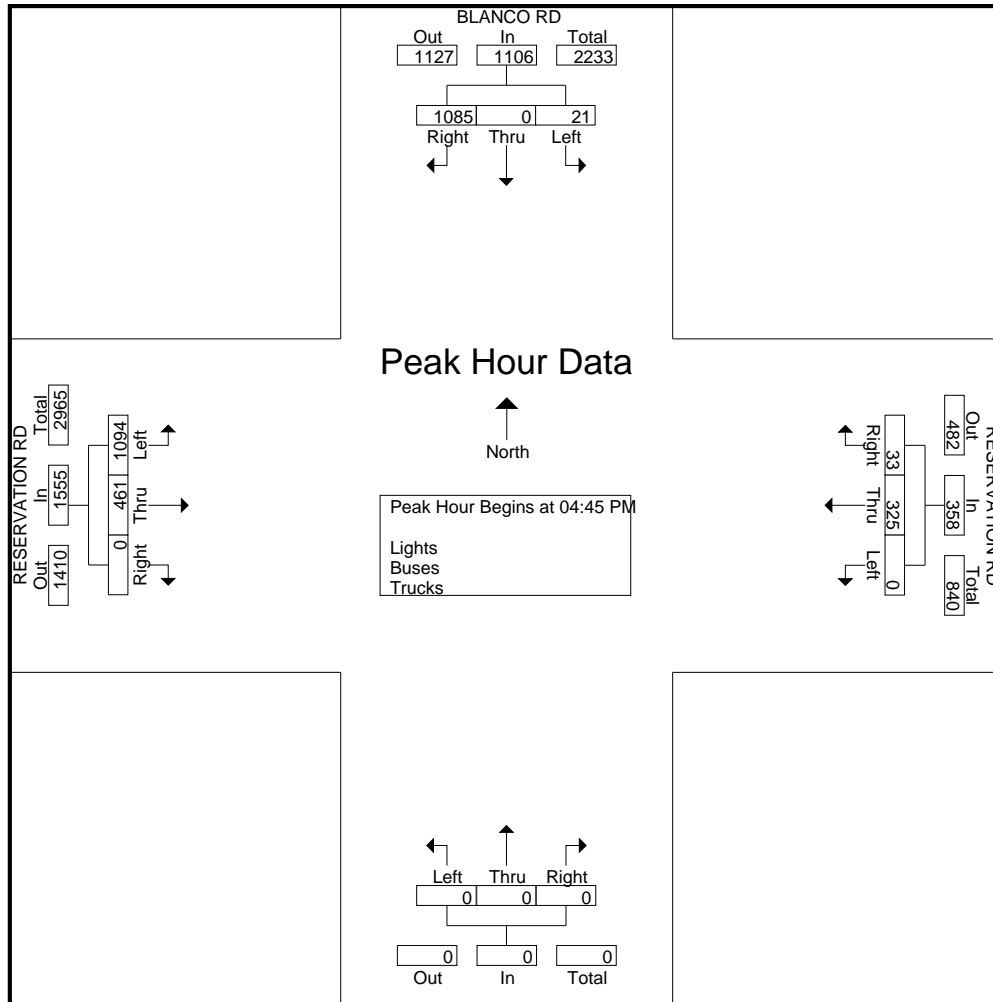 BLANCO RD
Out In Total
1127 1106 2233
1085 0 21
Right Thru Left
Peak Hour Data
North
Peak Hour Begins at 04:45 PM
Lights
Buses
Trucks
RESERVATION RD
Out In Total
1410 1555 2965
0 461 1094
Right Thru Left
RESERVATION RD
Out In Total
482 358 840
33 325 0
Right Thru Left
Left Thru Right
0 0 0
0 0 0
Out In Total